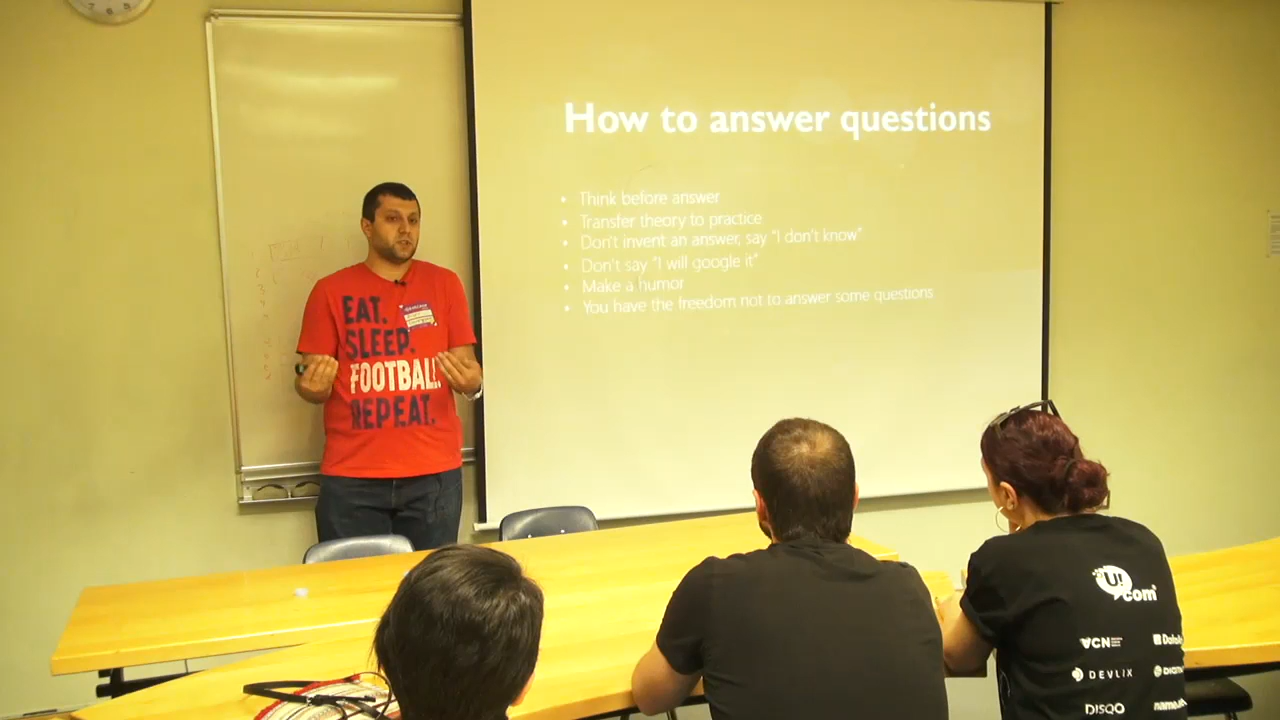 How to answer questions
• Think before answer
• Transfer theory to practice
• Don't invent an answer, say "I don't know"
• Don't say "I will google it"
• Make a humor
• You have the freedom not to answer some questions
EAT.
SLEEP.
FOOTBALL.
REPEAT.
U!
com
VCN
DEVLIX
DISQO